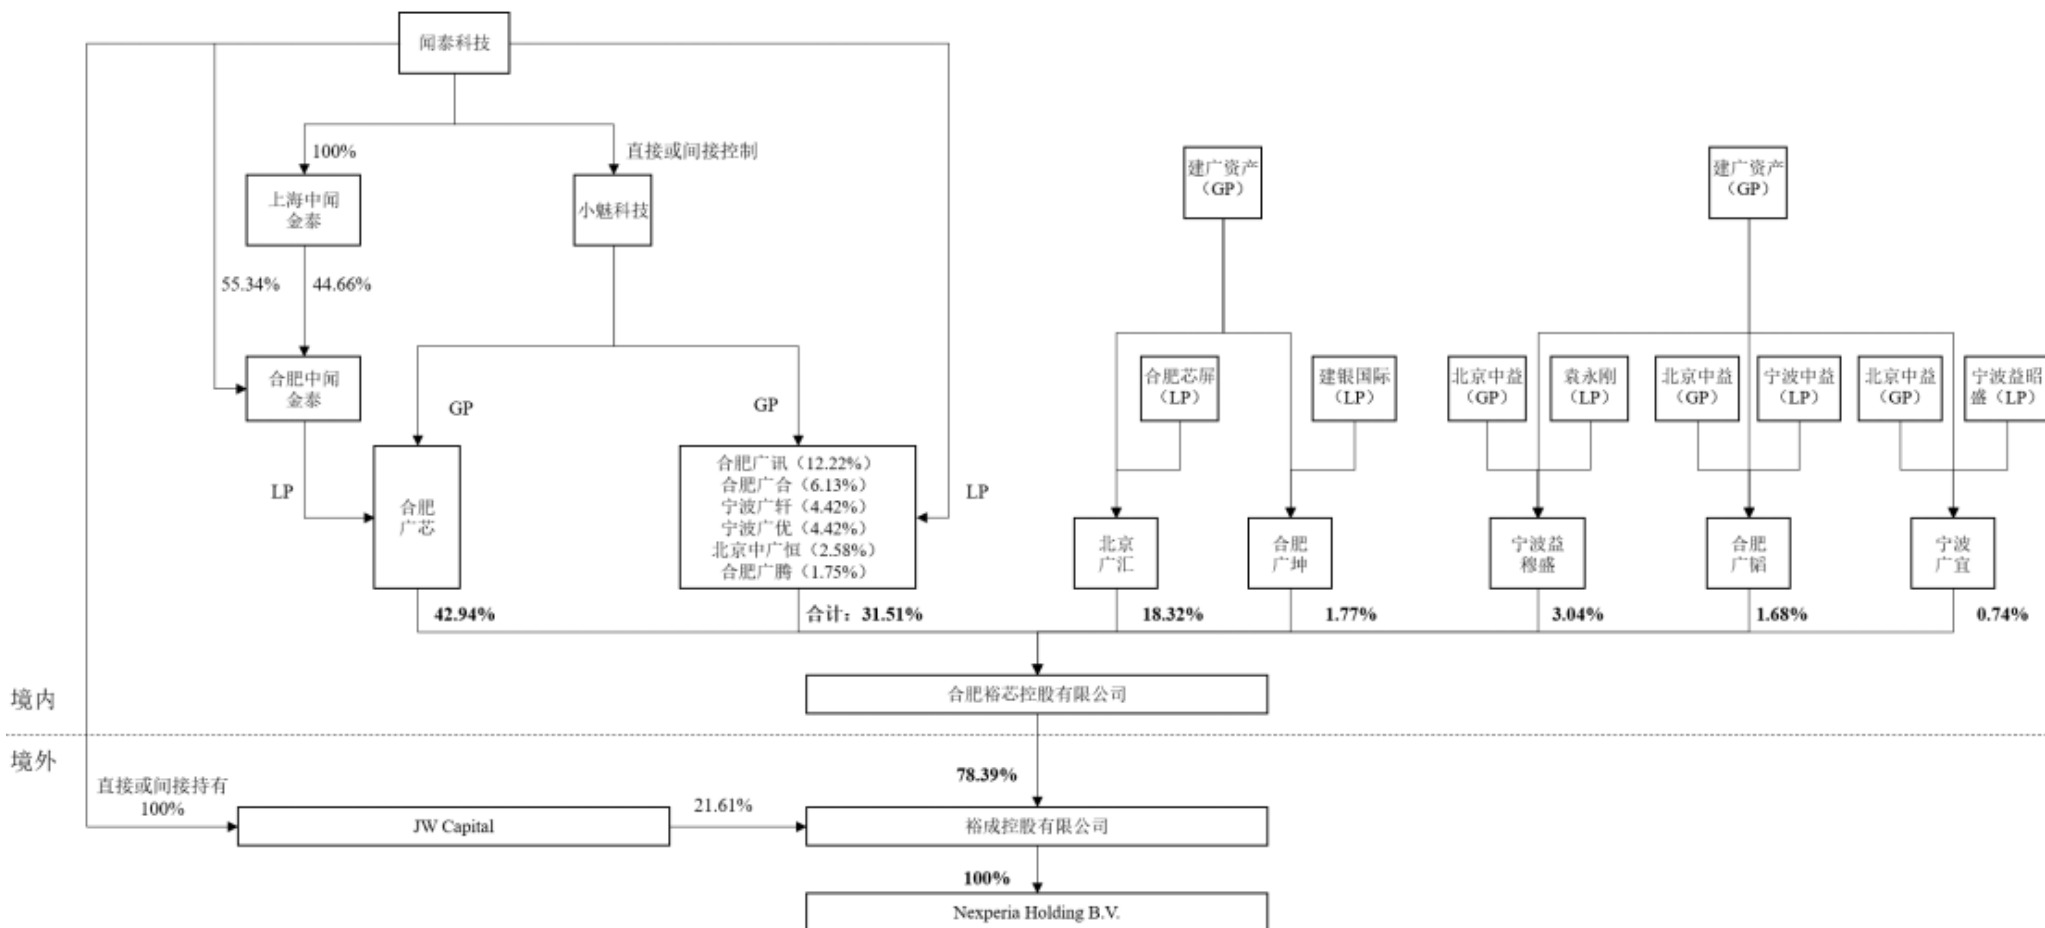 闻泰科技
100%
直接或间接控制
上海中闻
金泰
小魅科技
建广资产
（GP）
建广资产
（GP）
55.34%
44.66%
合肥中闻
金泰
GP
GP
合肥芯屏
（LP）
建银国际
（LP）
北京中益
（GP）
袁永刚
（LP）
北京中益
（GP）
宁波中益
（LP）
北京中益
（GP）
宁波益昭
盛（LP）
LP
合肥
广芯
合肥广讯（12.22%）
合肥广合（6.13%）
宁波广轩（4.42%）
宁波广优（4.42%）
北京中广恒（2.58%）
合肥广腾（1.75%）
LP
北京
广汇
合肥
广坤
宁波益
穆盛
合肥
广韬
宁波
广宜
42.94%
合计：31.51%
18.32%
1.77%
3.04%
1.68%
0.74%
合肥裕芯控股有限公司
境内
境外
78.39%
直接或间接持有
100%
JW Capital
21.61%
裕成控股有限公司
100%
Nexperia Holding B.V.